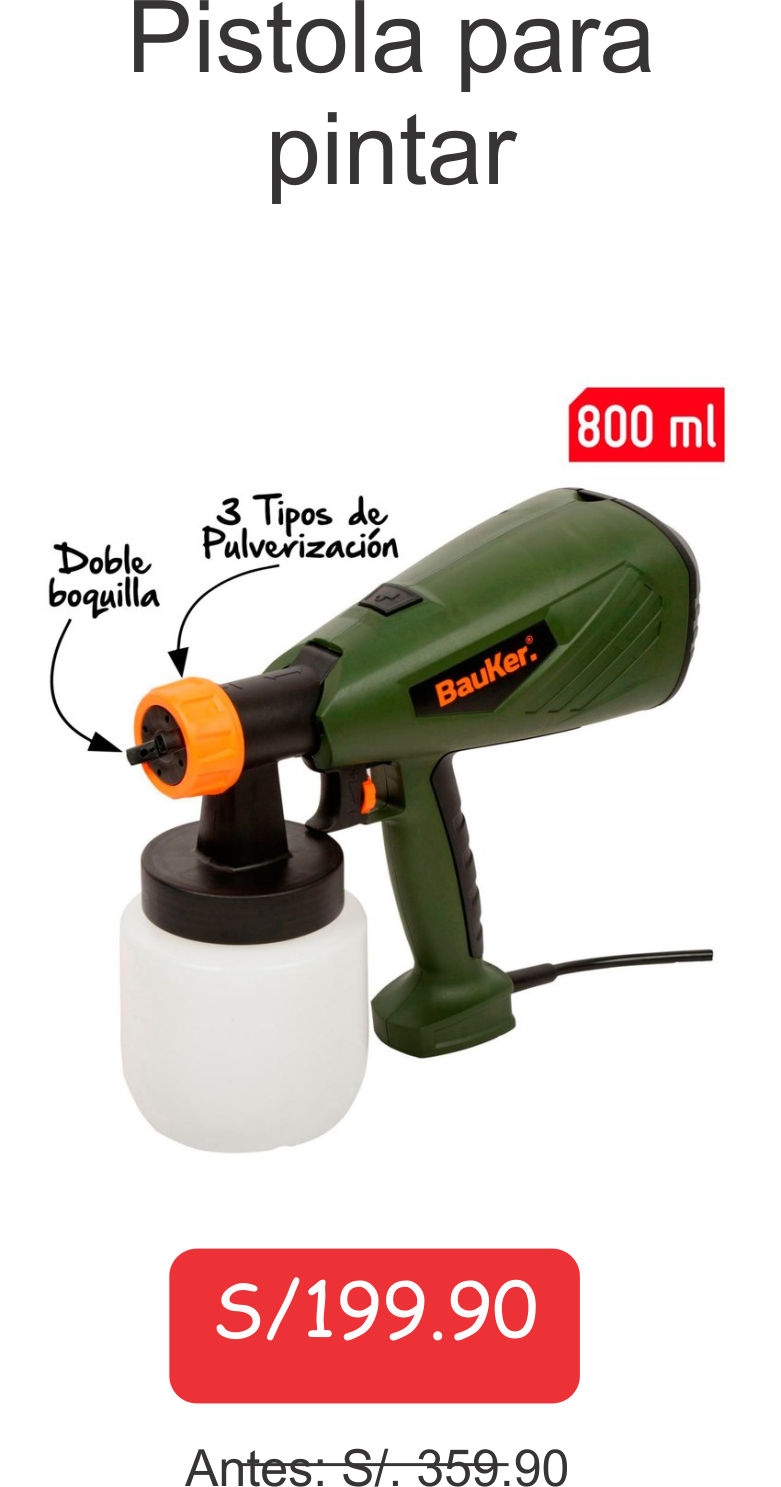 Pistola para
pintar
800 ml
3 Tipos de
Pulverización
Doble
boquilla
BauKer.®
S/199.90
Antes: S/. 359.90